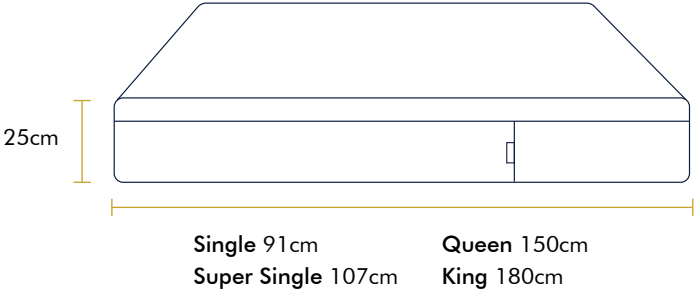 25cm
Single 91cm
Queen 150cm
Super Single 107cm
King 180cm